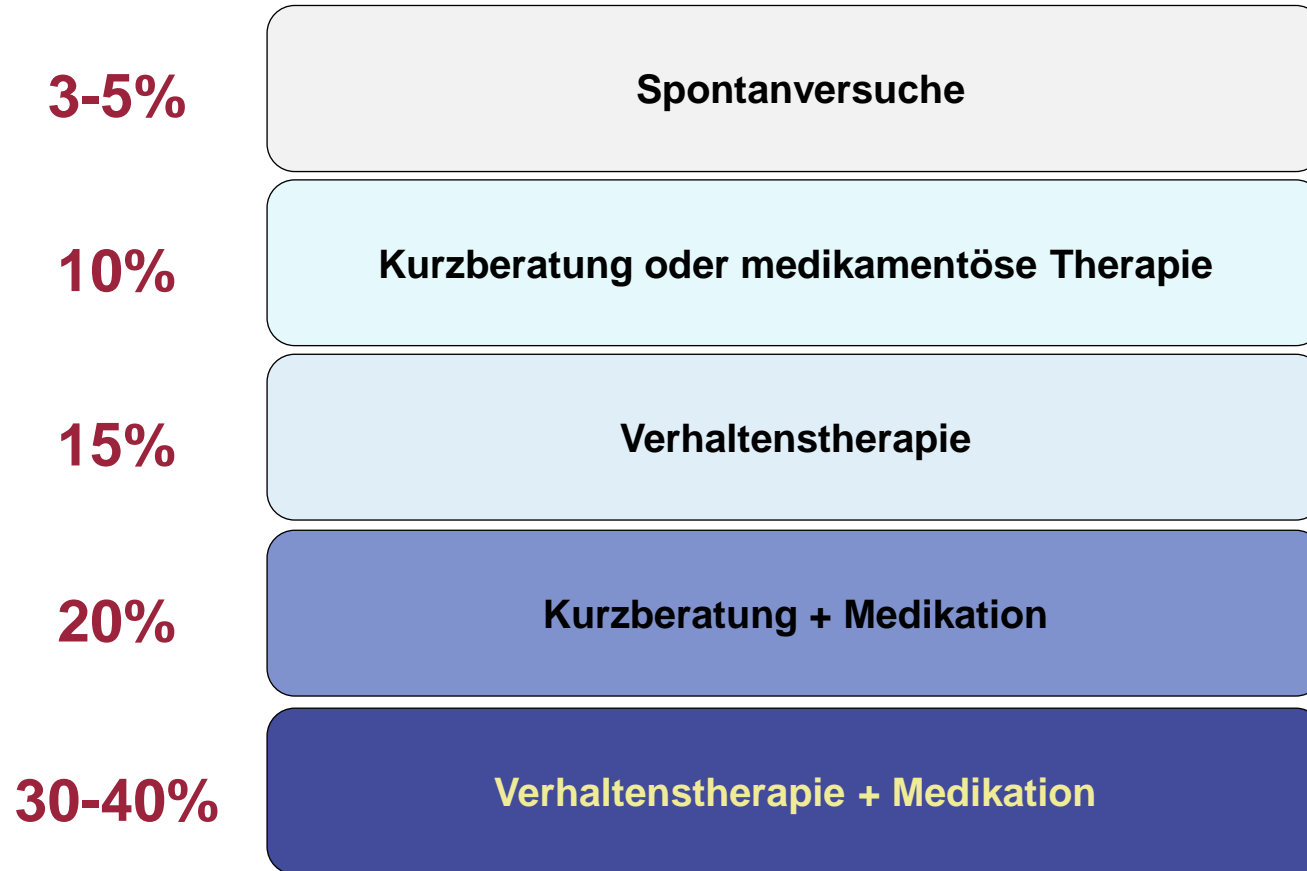 3-5%
Spontanversuche
10%
Kurzberatung oder medikamentöse Therapie
15%
Verhaltenstherapie
20%
Kurzberatung + Medikation
30-40%
Verhaltenstherapie + Medikation